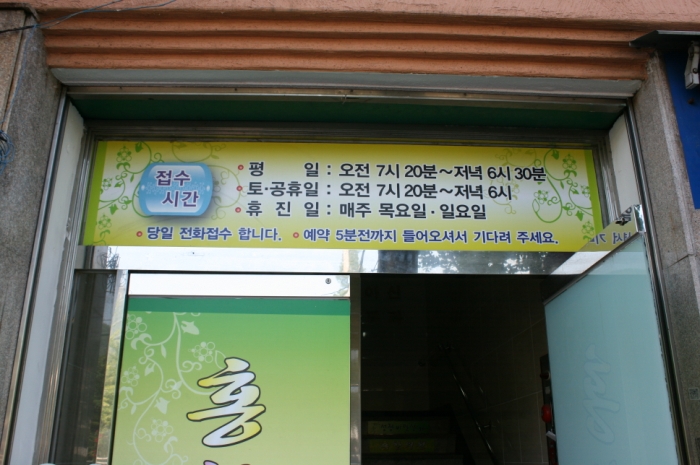 접수
시간
• 평 일 : 오전 7시 20분~저녁 6시 30분
• 토·공휴일 : 오전 7시 20분~저녁 6시
• 휴 진 일 : 매주 목요일·일요일
• 당일 전화접수 합니다. • 예약 5분전까지 들어오셔서 기다려 주세요.
홀